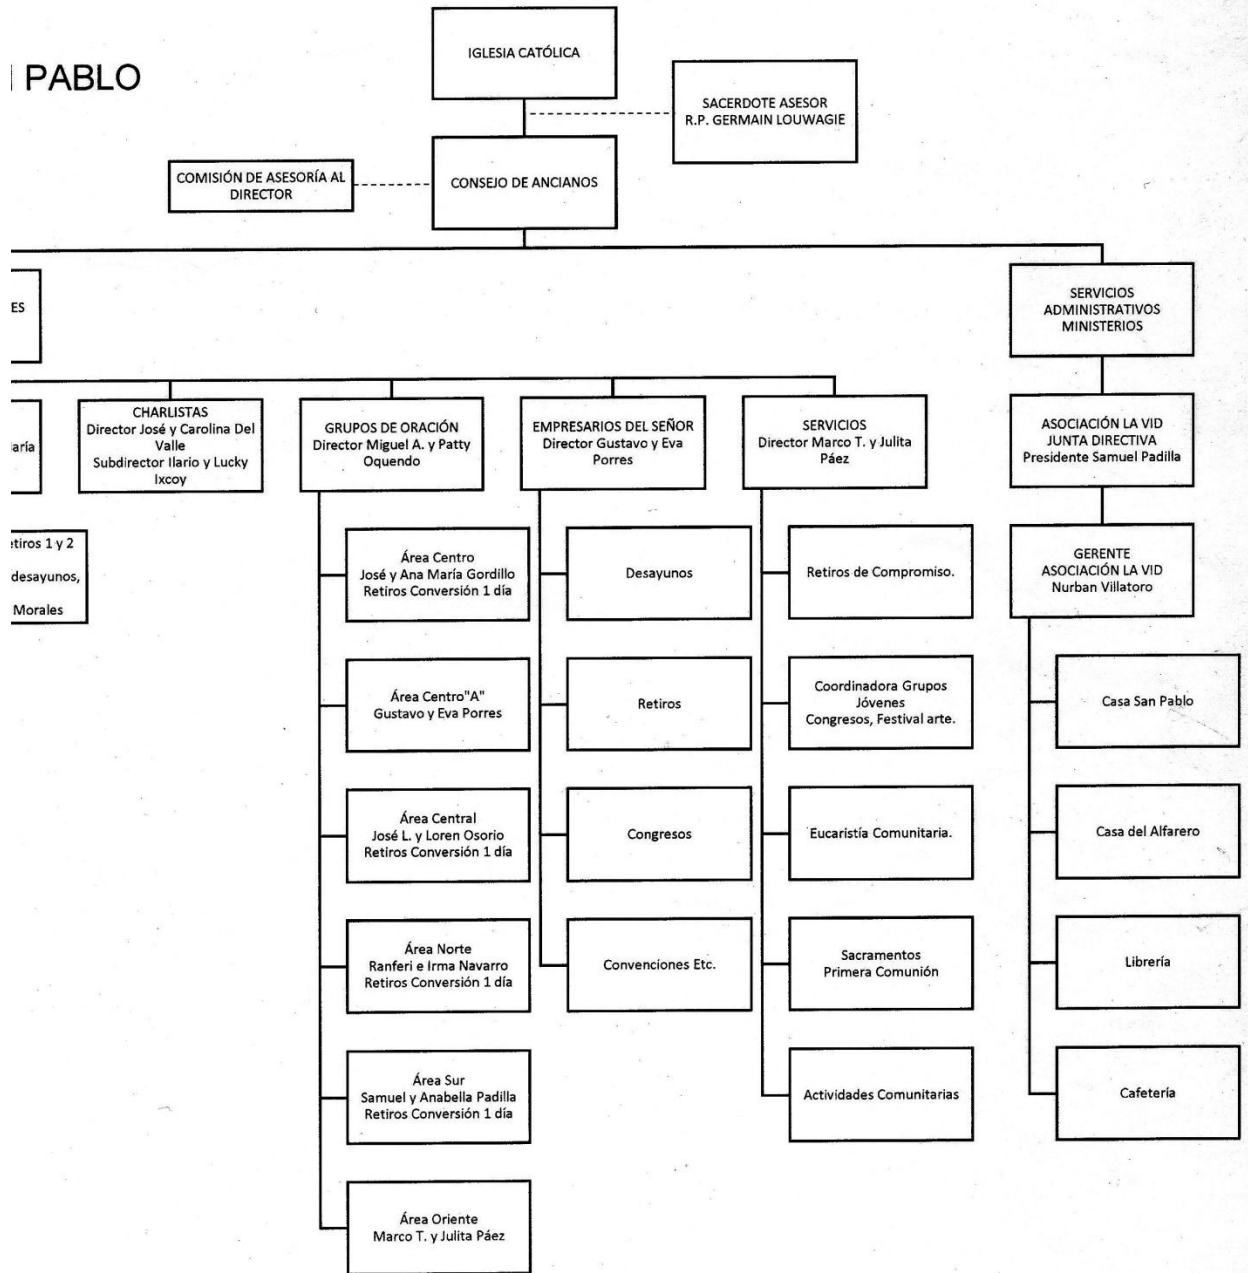 PABLO
IGLESIA CATÓLICA
SACERDOTE ASESOR
R.P. GERMAIN LOUWAGIE
COMISIÓN DE ASESORÍA AL
DIRECTOR
CONSEJO DE ANCIANOS
ES
SERVICIOS
ADMINISTRATIVOS
MINISTERIOS
aría
CHARLISTAS
Director José y Carolina Del
Valle
Subdirector Ilario y Lucky
Ixcoy
GRUPOS DE ORACIÓN
Director Miguel A. y Patty
Oquendo
EMPRESARIOS DEL SEÑOR
Director Gustavo y Eva
Porres
SERVICIOS
Director Marco T. y Julita
Páez
ASOCIACIÓN LA VID
JUNTA DIRECTIVA
Presidente Samuel Padilla
etiros 1 y 2
desayunos,
Morales
Área Centro
José y Ana María Gordillo
Retiros Conversión 1 día
Desayunos
Retiros de Compromiso.
GERENTE
ASOCIACIÓN LA VID
Nurban Villatoro
Área Centro"A"
Gustavo y Eva Porres
Retiros
Coordinadora Grupos
Jóvenes
Congresos, Festival arte.
Casa San Pablo
Área Central
José L. y Loren Osorio
Retiros Conversión 1 día
Congresos
Eucaristía Comunitaria.
Casa del Alfarero
Área Norte
Ranferi e Irma Navarro
Retiros Conversión 1 día
Convenciones Etc.
Sacramentos
Primera Comunión
Librería
Área Sur
Samuel y Anabella Padilla
Retiros Conversión 1 día
Actividades Comunitarias
Cafetería
Área Oriente
Marco T. y Julita Páez